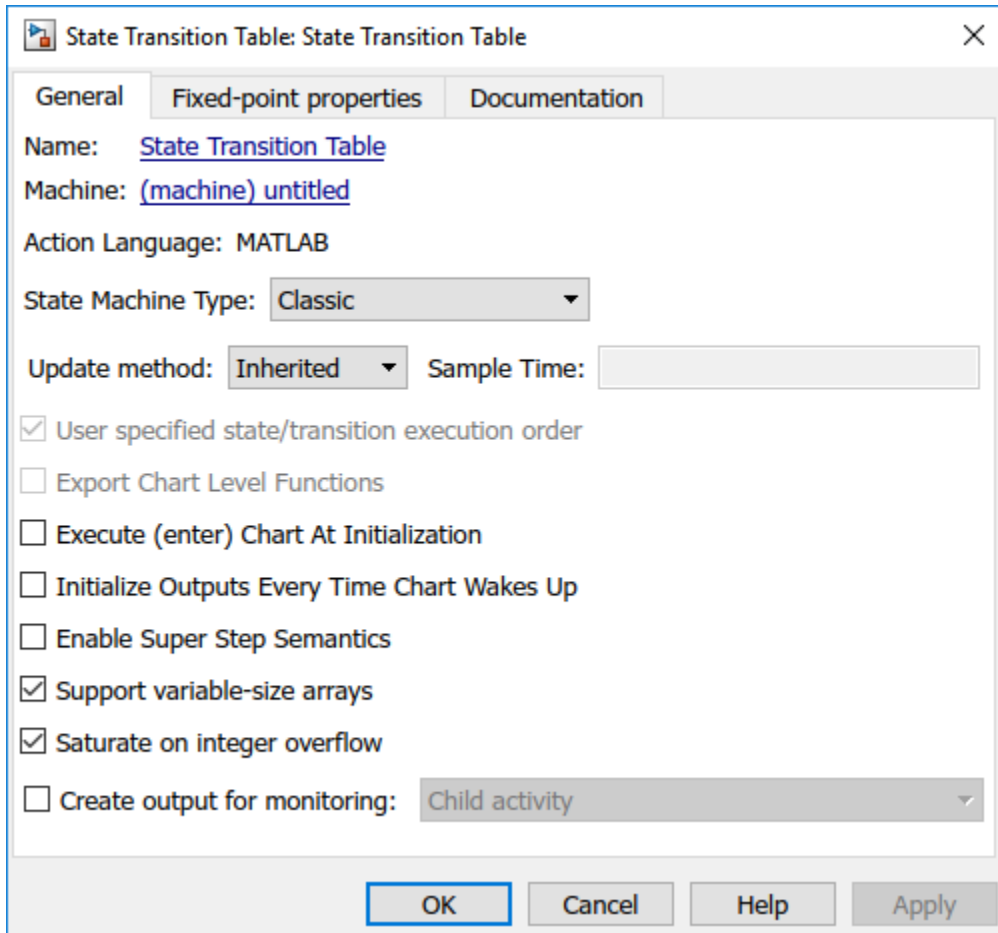 State Transition Table: State Transition Table
General Fixed-point properties Documentation
Name: State Transition Table
Machine: (machine) untitled
Action Language: MATLAB
State Machine Type: Classic
Update method: Inherited Sample Time:
User specified state/transition execution order
Export Chart Level Functions
Execute (enter) Chart At Initialization
Initialize Outputs Every Time Chart Wakes Up
Enable Super Step Semantics
Support variable-size arrays
Saturate on integer overflow
Create output for monitoring: Child activity
OK Cancel Help Apply